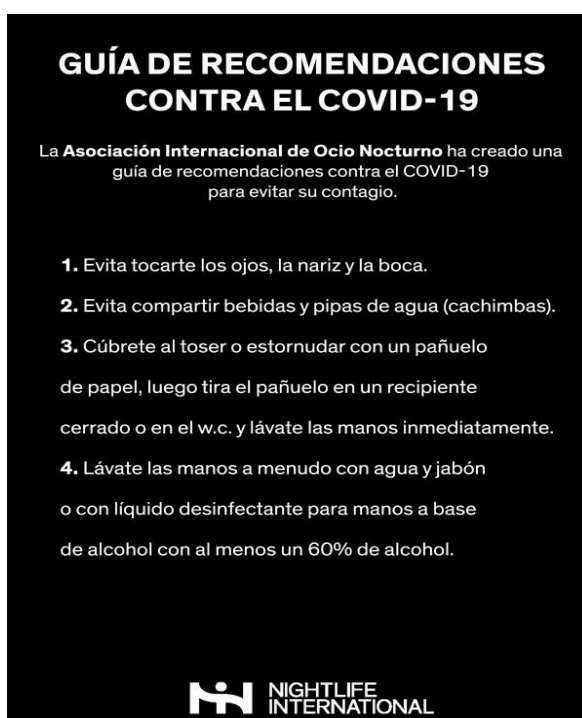 GUÍA DE RECOMENDACIONES
CONTRA EL COVID-19
La Asociación Internacional de Ocio Nocturno ha creado una
guía de recomendaciones contra el COVID-19
para evitar su contagio.
1. Evita tocarte los ojos, la nariz y la boca.
2. Evita compartir bebidas y pipas de agua (cachimbas).
3. Cúbrete al toser o estornudar con un pañuelo
de papel, luego tira el pañuelo en un recipiente
cerrado o en el w.c. y lávate las manos inmediatamente.
4. Lávate las manos a menudo con agua y jabón
o con líquido desinfectante para manos a base
de alcohol con al menos un 60% de alcohol.
NIGHTLIFE
INTERNATIONAL